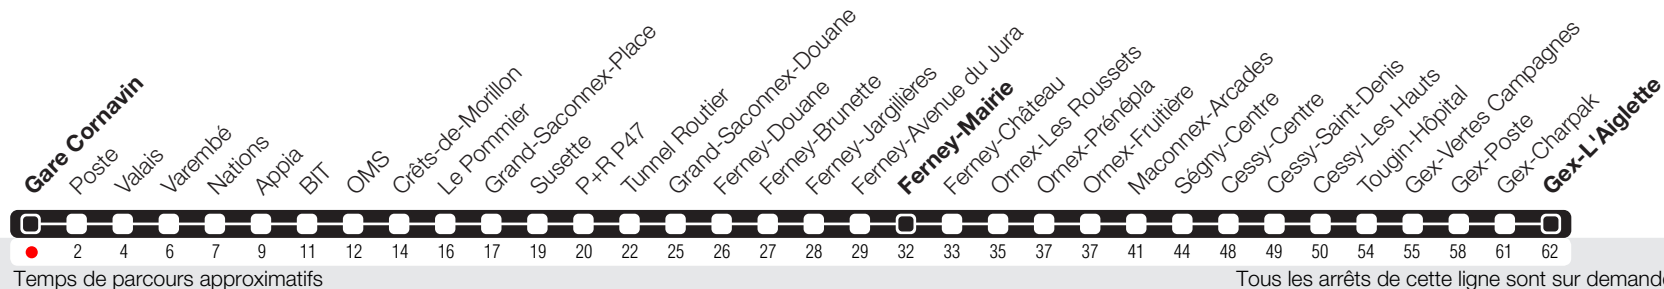 Gare Cornavin
Poste
Valais
Varembé
Nations
Appia
BIT
OMS
Crêts-de-Morillon
Le Pommier
Grand-Saconnex-Place
Susette
P+R P47
Tunnel Routier
Grand-Saconnex-Douane
Ferney-Douane
Ferney-Brunette
Ferney-Jargilières
Ferney-Avenue du Jura
Ferney-Mairie
Ferney-Château
Ornex-Les Roussets
Ornex-Prénépla
Ornex-Fruitière
Maconnex-Arcades
Ségny-Centre
Cessy-Centre
Cessy-Saint-Denis
Cessy-Les Hauts
Tougin-Hôpital
Gex-Vertes Campagnes
Gex-Poste
Gex-Charpak
Gex-L'Aiglette
2 4 6 7 9 11 12 14 16 17 19 20 22 25 26 27 28 29 32 33 35 37 37 41 44 48 49 50 54 55 58 61 62
Temps de parcours approximatifs
Tous les arrêts de cette ligne sont sur demande